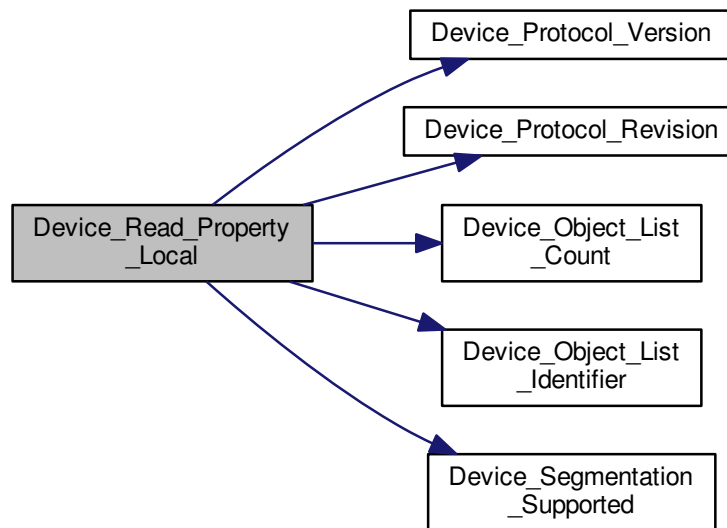 Device_Protocol_Version
Device_Protocol_Revision
Device_Read_Property
_Local
Device_Object_List
_Count
Device_Object_List
_Identifier
Device_Segmentation
_Supported